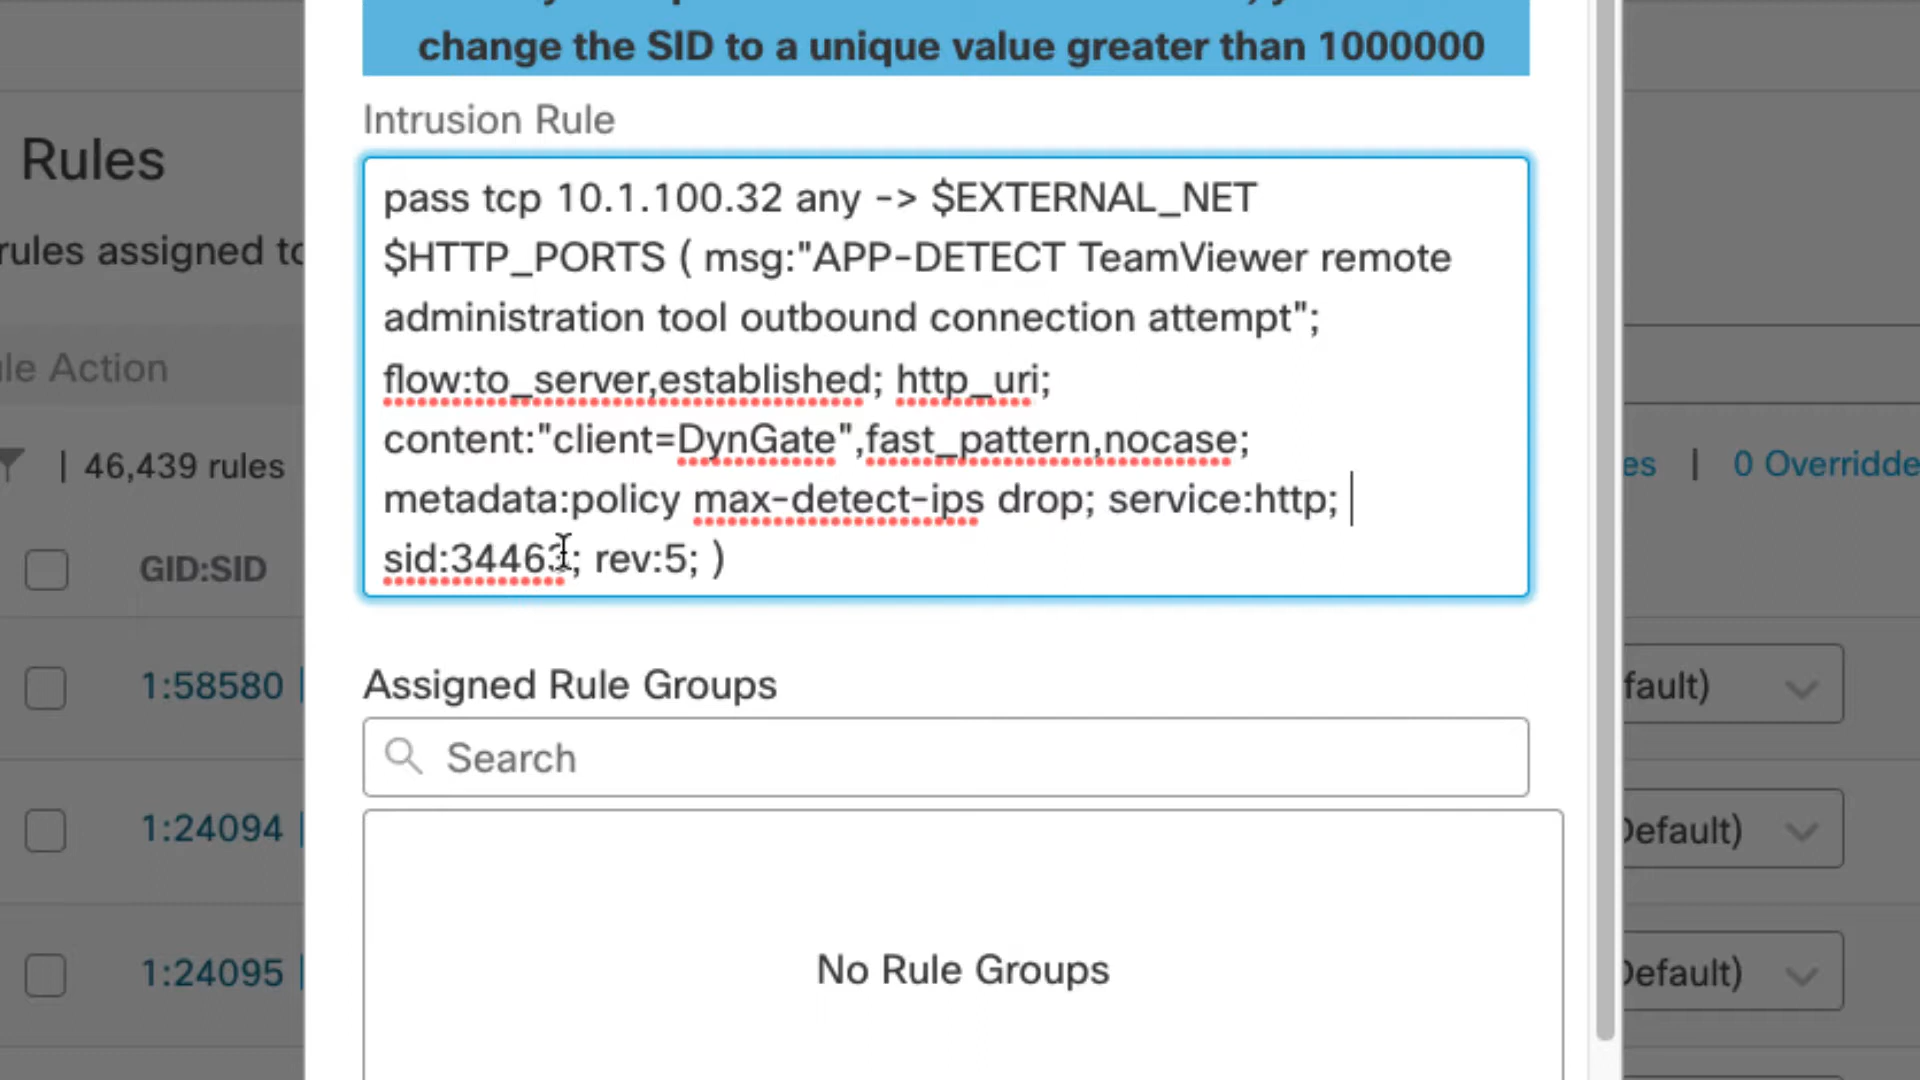 change the SID to a unique value greater than 1000000
Intrusion Rule
Rules
pass tcp 10.1.100.32 any -> $EXTERNAL_NET
$HTTP_PORTS ( msg:"APP-DETECT TeamViewer remote
administration tool outbound connection attempt";
flow:to_server,established; http_uri;
content:"client=DynGate",fast_pattern,nocase;
metadata:policy max-detect-ips drop; service:http;
sid:34463; rev:5; )
rules assigned to
le Action
| 46,439 rules
es | 0 Overridde
GID:SID
Assigned Rule Groups
Search
No Rule Groups
1:58580
fault)
1:24094
Default)
1:24095
Default)